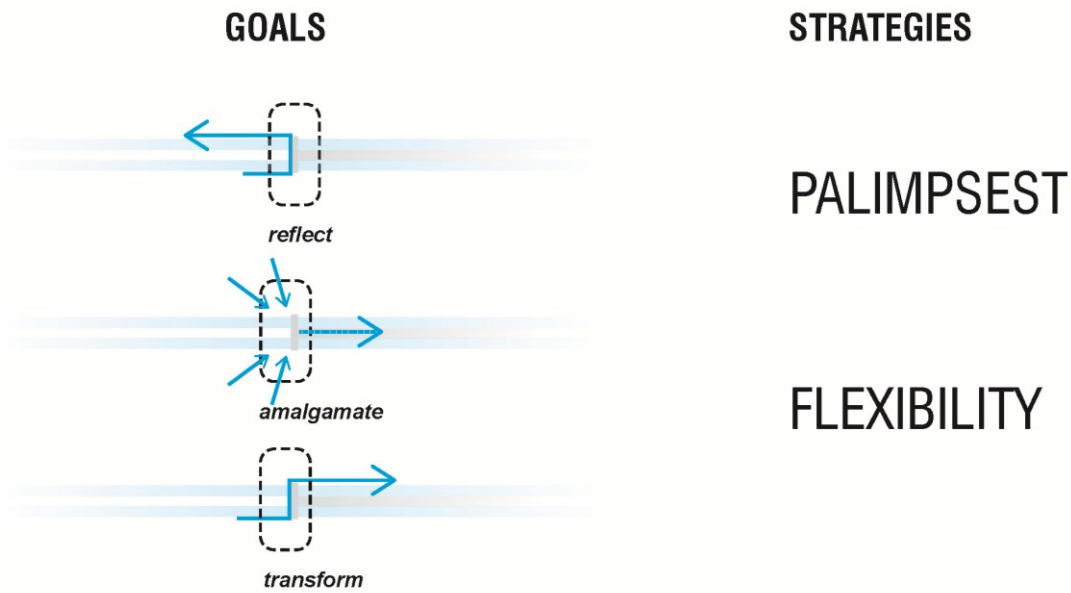 GOALS
STRATEGIES
reflect
PALIMPSEST
amalgamate
FLEXIBILITY
transform